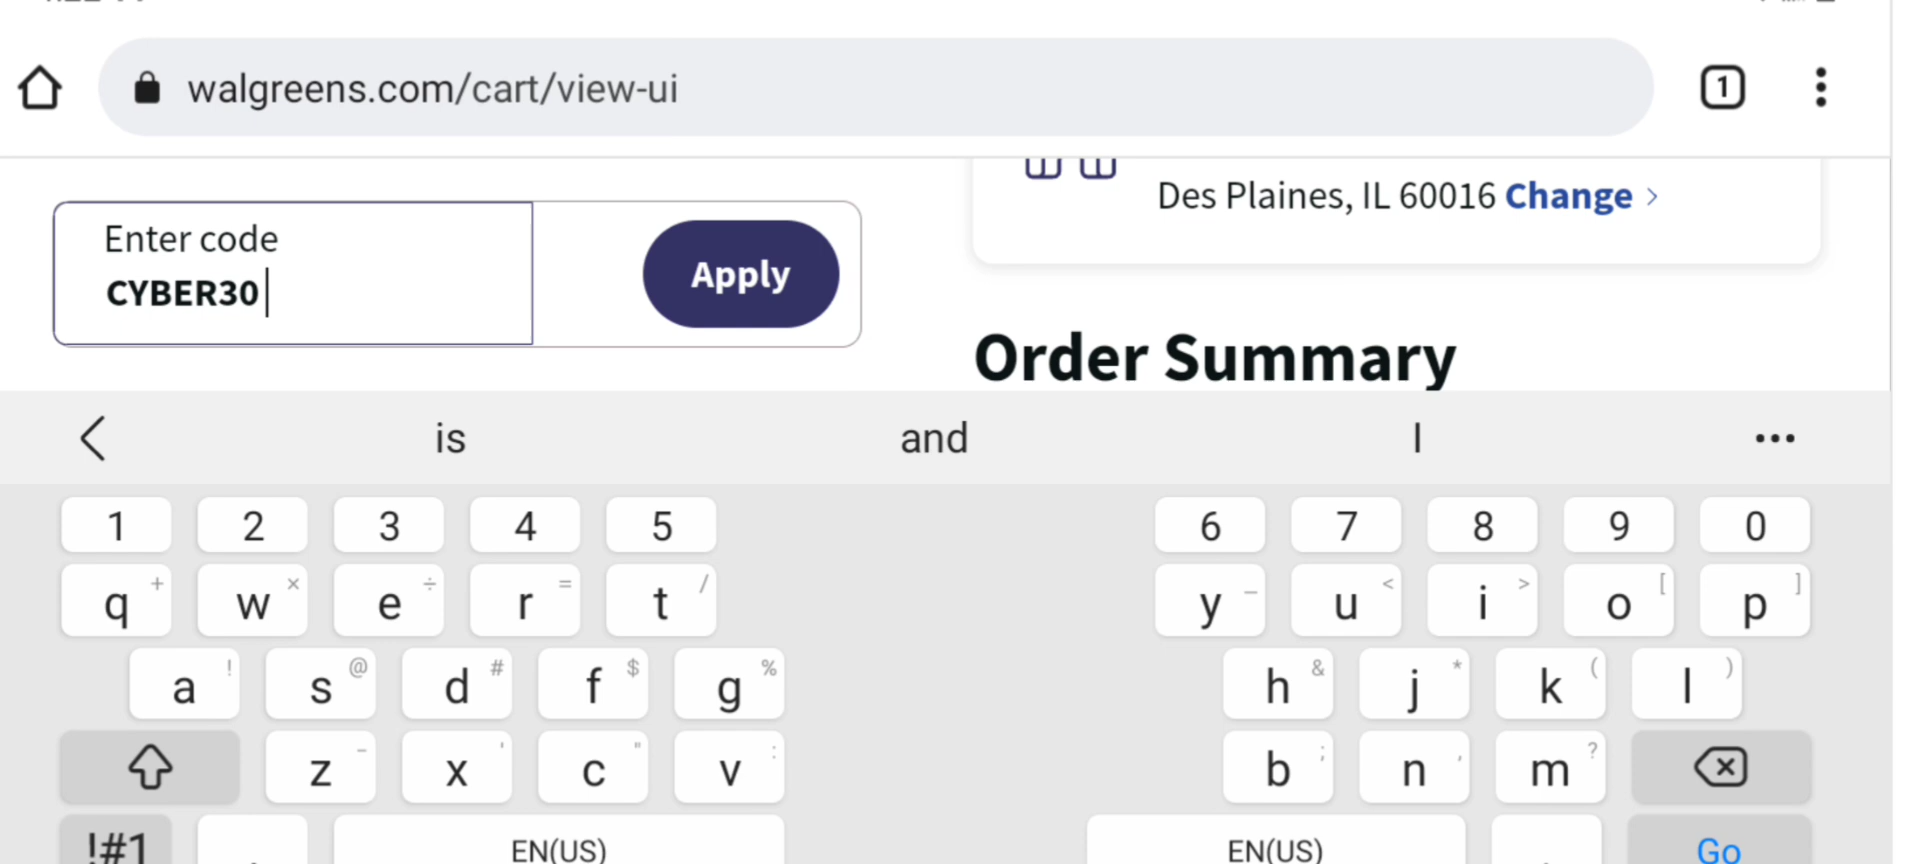 walgreens.com/cart/view-ui
1
Des Plaines, IL 60016 Change >
Enter code
CYBER30
Apply
Order Summary
is and I •••
1 2 3 4 5 6 7 8 9 0
q + w × e ÷ r = t / y _ u < i > o [ p ]
a ! s @ d # f $ g % h & j * k ( l )
z - x ' c " v : b ; n , m ?
!#1 EN(US) EN(US) Go